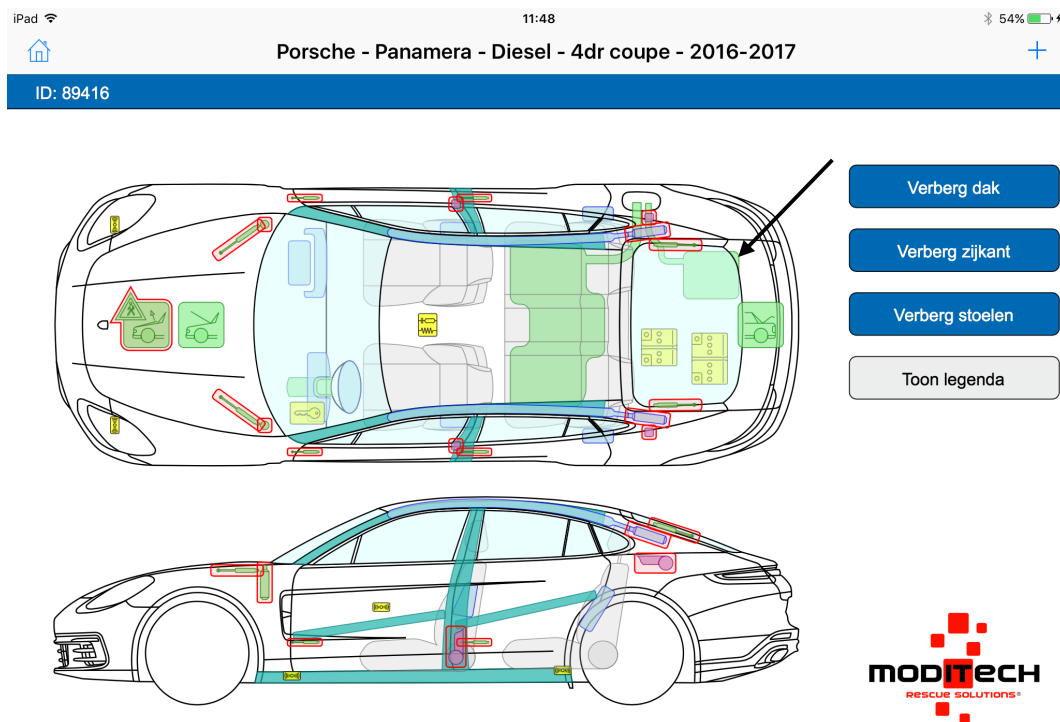 iPad 11:48 54%
Porsche - Panamera - Diesel - 4dr coupe - 2016-2017
ID: 89416
Verberg dak
Verberg zijkant
Verberg stoelen
Toon legenda
MODITECH
RESCUE SOLUTIONS®